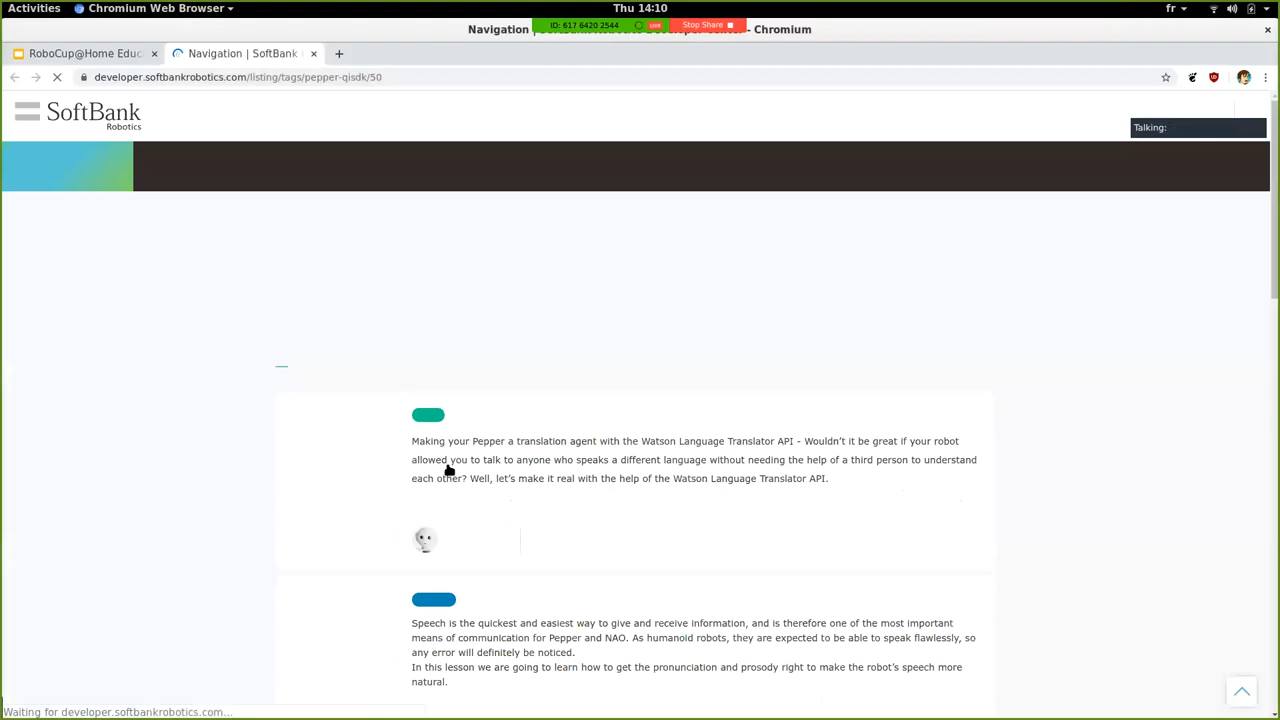 Activities Chromium Web Browser Thu 14:10 fr
ID: 617 6420 2544 LIVE Stop Share
Navigation | - Chromium
RoboCup@Home Educ Navigation | SoftBank
developer.softbankrobotics.com/listing/tags/pepper-qisdk/50
SoftBank
Robotics
Talking:
Making your Pepper a translation agent with the Watson Language Translator API - Wouldn't it be great if your robot
allowed you to talk to anyone who speaks a different language without needing the help of a third person to understand
each other? Well, let's make it real with the help of the Watson Language Translator API.
Speech is the quickest and easiest way to give and receive information, and is therefore one of the most important
means of communication for Pepper and NAO. As humanoid robots, they are expected to be able to speak flawlessly, so
any error will definitely be noticed.
In this lesson we are going to learn how to get the pronunciation and prosody right to make the robot's speech more
natural.
Waiting for developer.softbankrobotics.com...